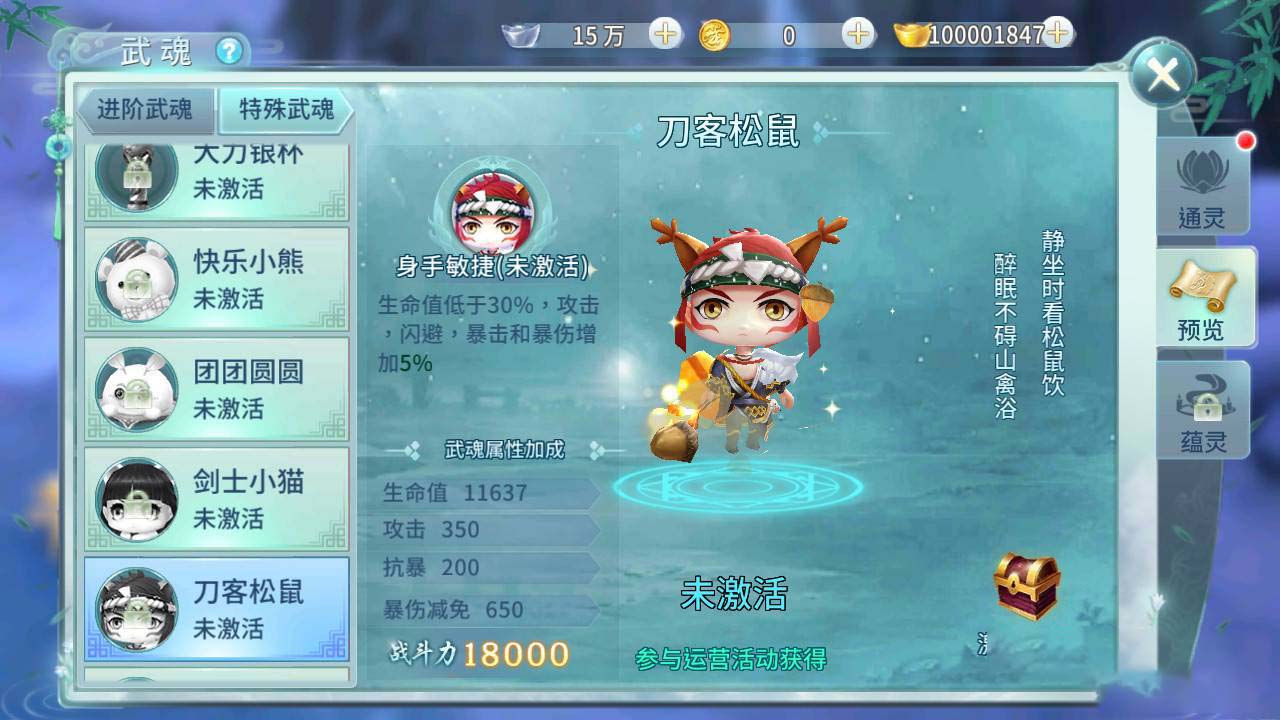 武魂
?
15万
0
100001847
进阶武魂
特殊武魂
大力银杯
未激活
快乐小熊
未激活
团团圆圆
未激活
剑士小猫
未激活
刀客松鼠
未激活
身手敏捷(未激活)
生命值低于30%，攻击
，闪避，暴击和暴伤增
加5%
武魂属性加成
生命值 11637
攻击 350
抗暴 200
暴伤减免 650
战斗力 18000
刀客松鼠
静坐时看松鼠饮
醉眠不碍山禽浴
未激活
参与运营活动获得
通灵
预览
蕴灵